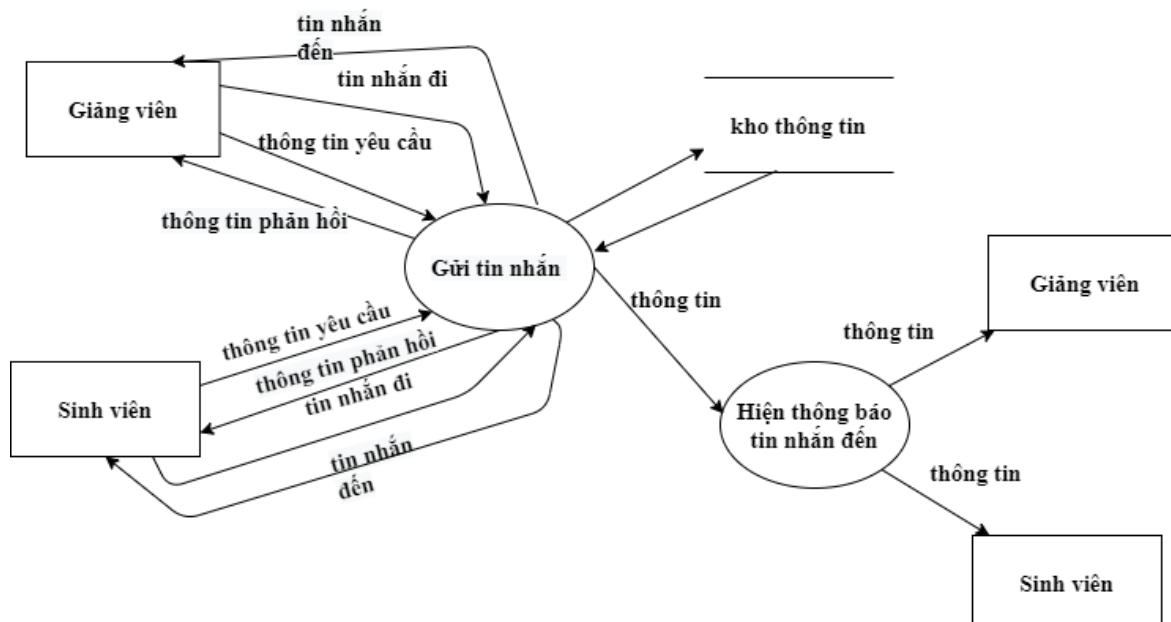 tin nhắn
đến
tin nhắn đi
Giảng viên
kho thông tin
thông tin yêu cầu
thông tin phản hồi
Gửi tin nhắn
Giảng viên
thông tin
thông tin
thông tin yêu cầu
thông tin phản hồi
Sinh viên
tin nhắn đi
Hiện thông báo
tin nhắn đến
tin nhắn
đến
thông tin
Sinh viên